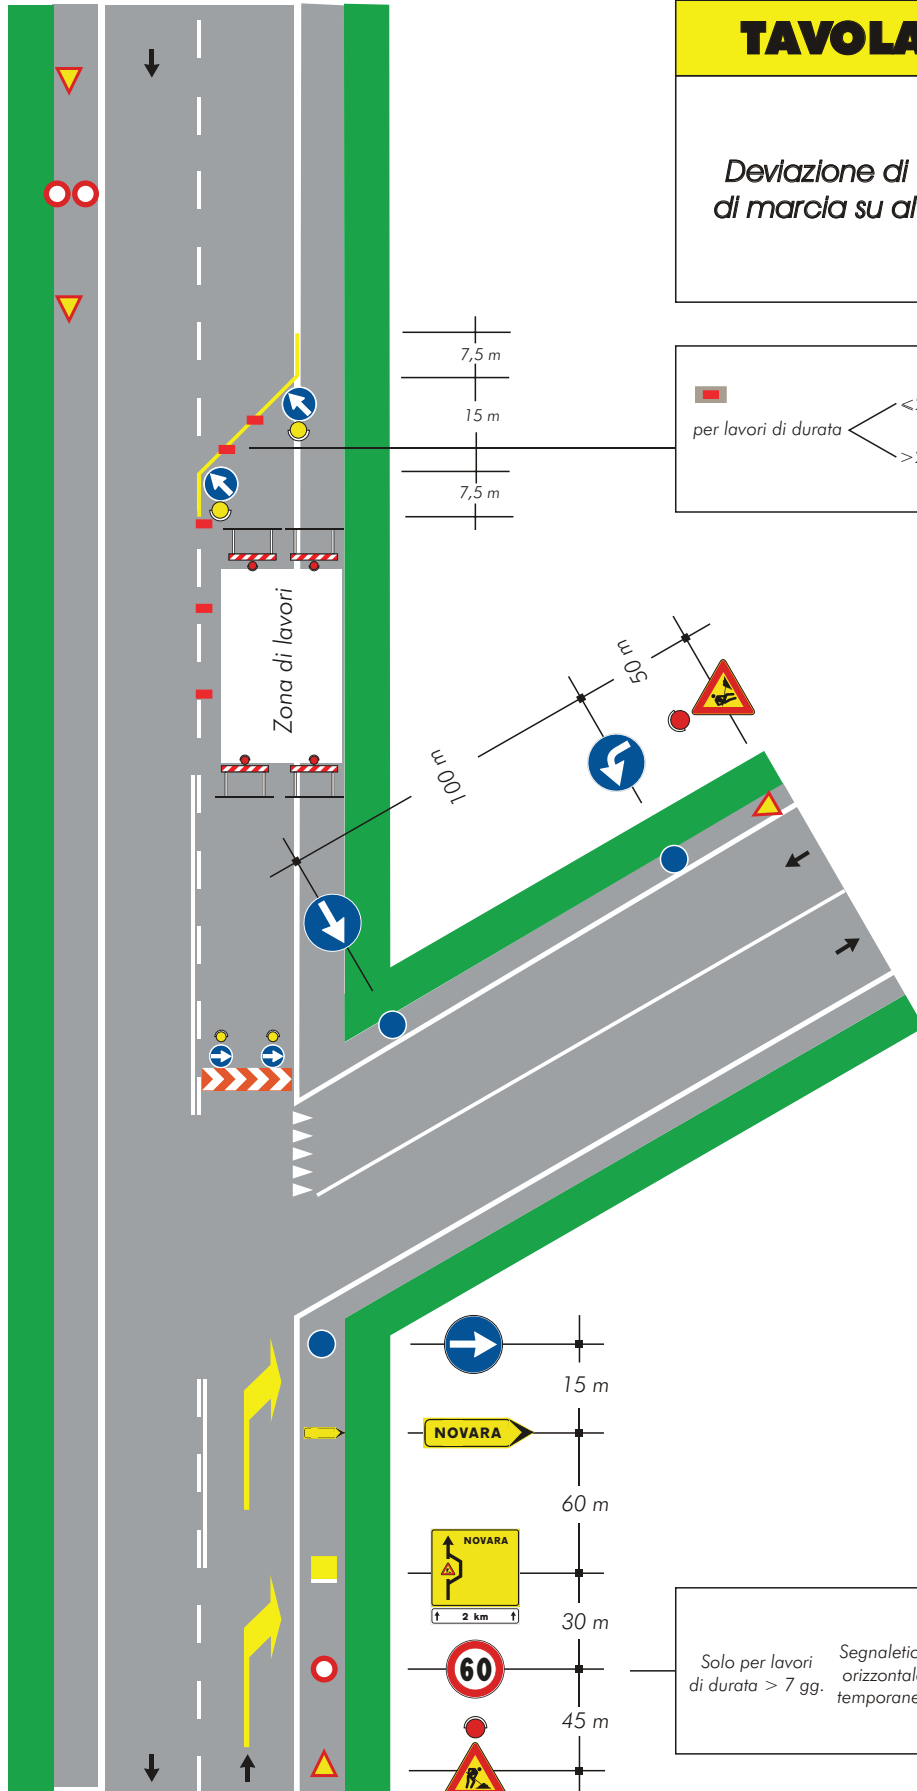 TAVOLA
Deviazione di
di marcia su al
7,5 m
15 m
7,5 m
per lavori di durata
Zona di lavori
50 m
100 m
15 m
NOVARA
60 m
NOVARA
2 km
30 m
60
Solo per lavori
di durata > 7 gg.
Segnaletic
orizzontal
temporane
45 m